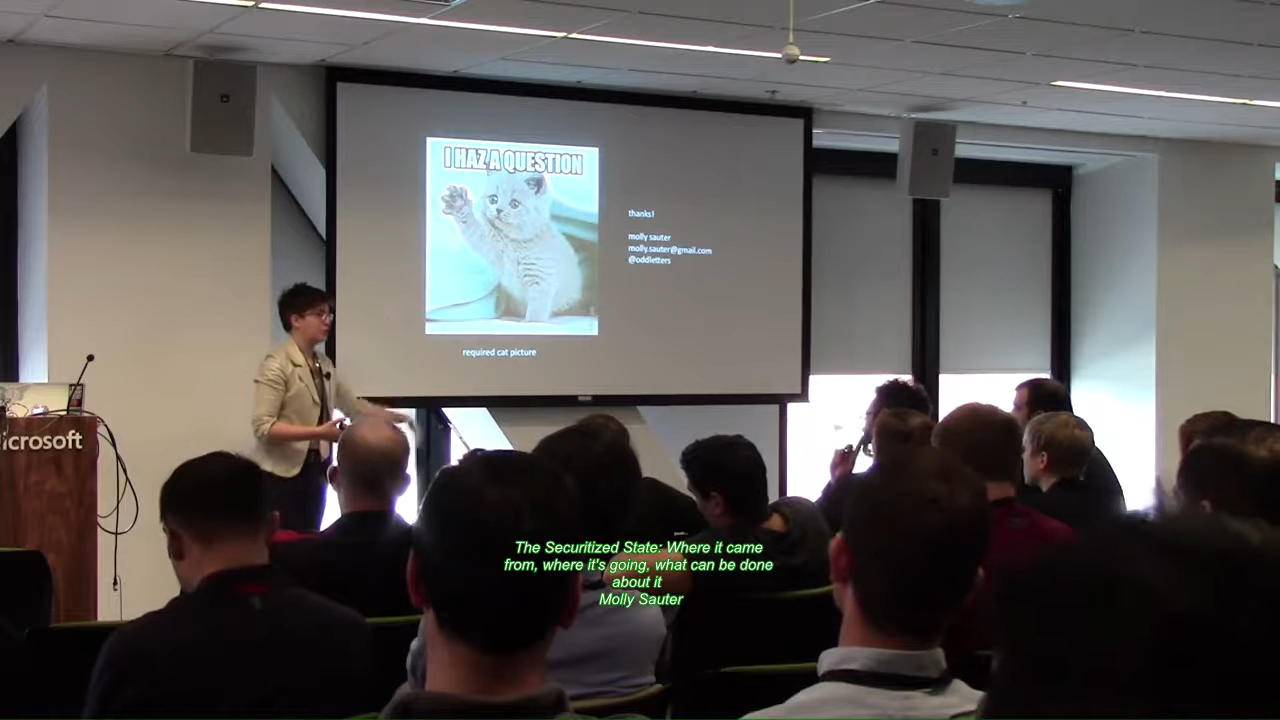 I HAZ A QUESTION
thanks!
molly sauter
molly.sauter@gmail.com
@oddletters
required cat picture
icrosoft
The Securitized State: Where it came
from, where it's going, what can be done
about it
Molly Sauter